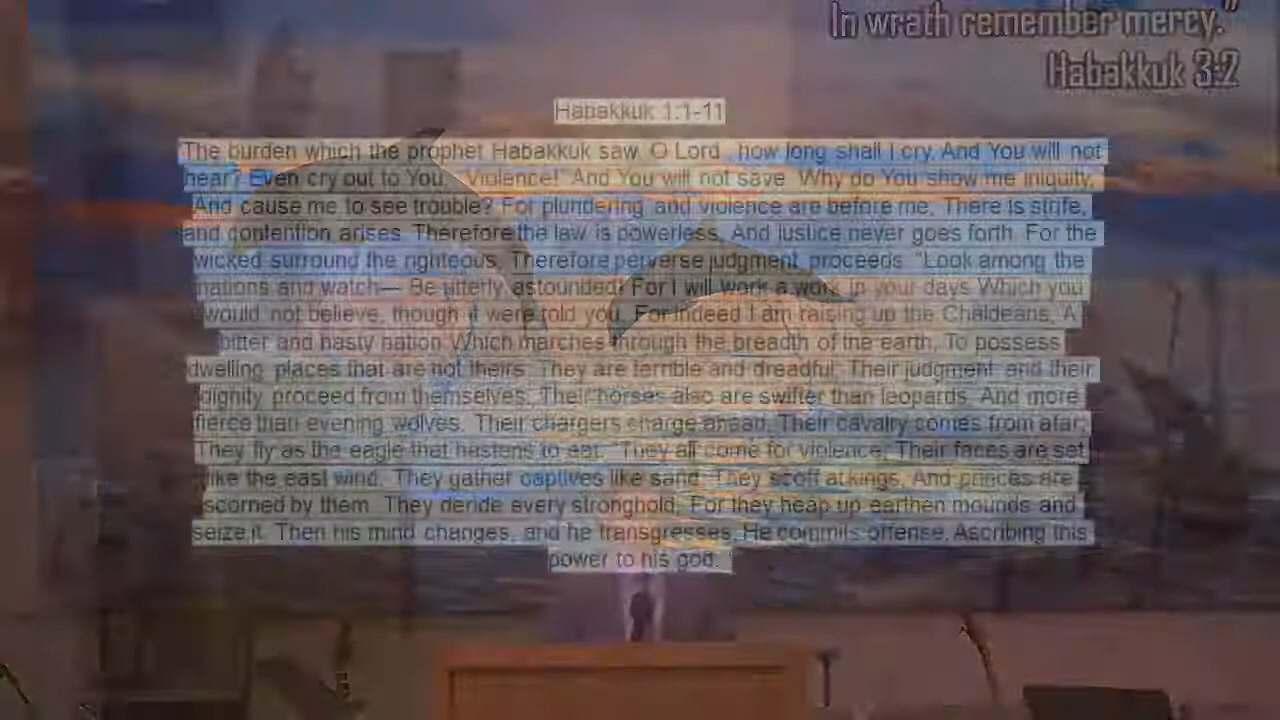 In wrath remember mercy."
Habakkuk 3:2
Habakkuk 1:1-11
The burden which the prophet Habakkuk saw. O Lord, how long shall I cry, And You will not
hear? Even cry out to You, "Violence!" And You will not save. Why do You show me iniquity,
And cause me to see trouble? For plundering and violence are before me; There is strife,
and contention arises. Therefore the law is powerless, And justice never goes forth. For the
wicked surround the righteous; Therefore perverse judgment proceeds. "Look among the
nations and watch— Be utterly astounded! For I will work a work in your days Which you
would not believe, though it were told you. For indeed I am raising up the Chaldeans, A
bitter and hasty nation Which marches through the breadth of the earth, To possess
dwelling places that are not theirs. They are terrible and dreadful; Their judgment and their
dignity proceed from themselves. Their horses also are swifter than leopards, And more
fierce than evening wolves. Their chargers charge ahead; Their cavalry comes from afar;
They fly as the eagle that hastens to eat. "They all come for violence; Their faces are set
like the east wind. They gather captives like sand. They scoff at kings, And princes are
scorned by them. They deride every stronghold, For they heap up earthen mounds and
seize it. Then his mind changes, and he transgresses; He commits offense, Ascribing this
power to his god."